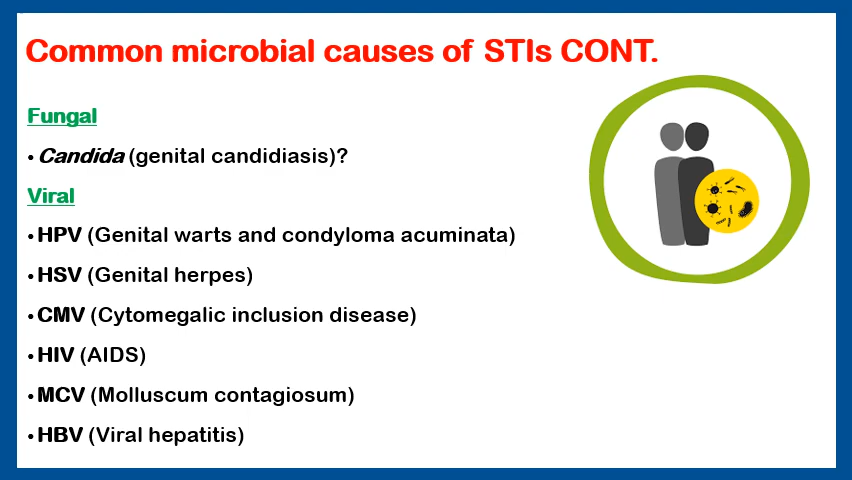 Common microbial causes of STIs CONT.
Fungal
• Candida (genital candidiasis)?
Viral
• HPV (Genital warts and condyloma acuminata)
• HSV (Genital herpes)
• CMV (Cytomegalic inclusion disease)
• HIV (AIDS)
• MCV (Molluscum contagiosum)
• HBV (Viral hepatitis)